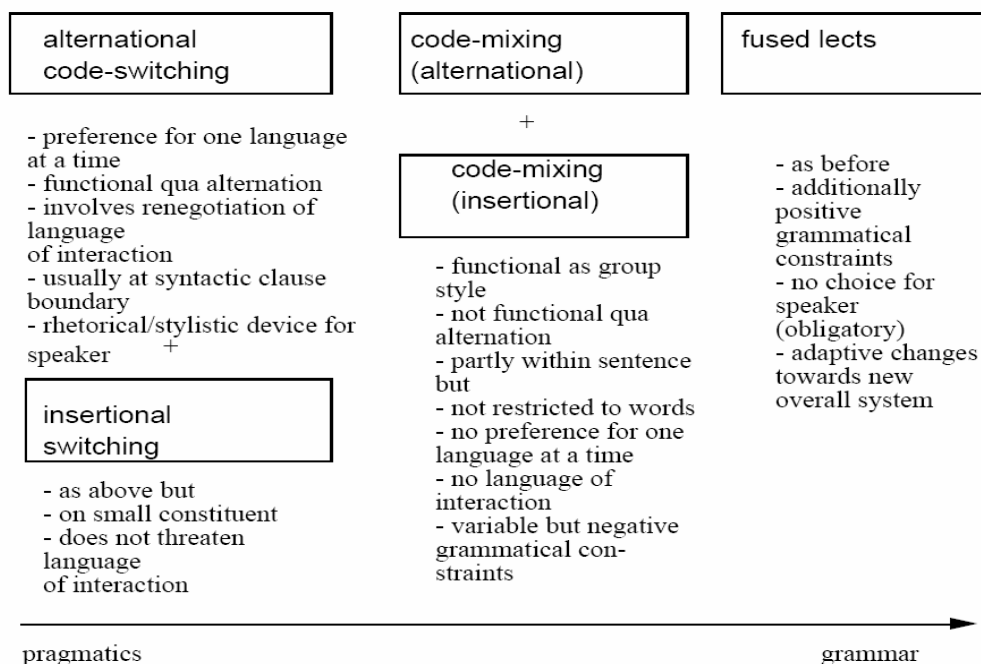 alternational
code-switching
- preference for one language
at a time
- functional qua alternation
- involves renegotiation of
language
of interaction
- usually at syntactic clause
boundary
- rhetorical/stylistic device for
speaker +
insertional
switching
- as above but
- on small constituent
- does not threaten
language
of interaction
code-mixing
(alternational)
+
code-mixing
(insertional)
- functional as group
style
- not functional qua
alternation
- partly within sentence
but
- not restricted to words
- no preference for one
language at a time
- no language of
interaction
- variable but negative
grammatical con-
straints
fused lects
- as before
- additionally
positive
grammatical
constraints
- no choice for
speaker
(obligatory)
- adaptive changes
towards new
overall system
pragmatics
grammar